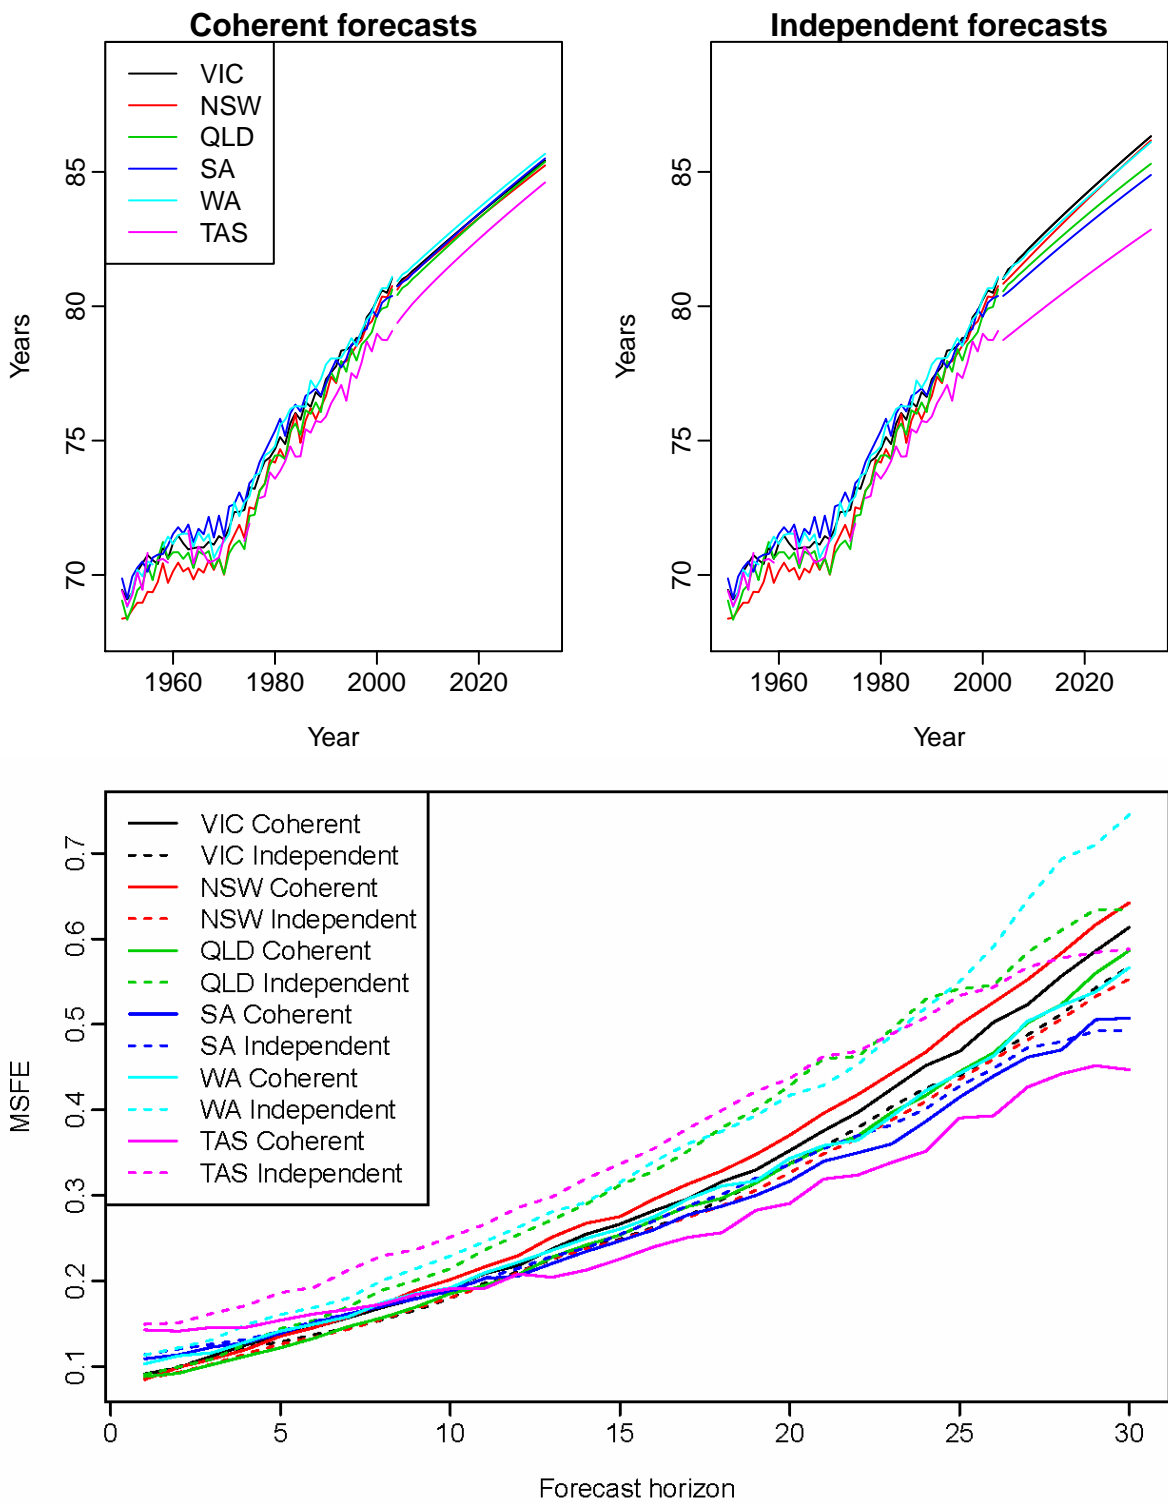 Coherent forecasts
VIC
NSW
QLD
SA
WA
TAS
85
80
75
70
Years
1960 1980 2000 2020
Year
Independent forecasts
85
80
75
70
Years
1960 1980 2000 2020
Year
VIC Coherent
VIC Independent
NSW Coherent
NSW Independent
QLD Coherent
QLD Independent
SA Coherent
SA Independent
WA Coherent
WA Independent
TAS Coherent
TAS Independent
0.7
0.6
0.5
0.4
0.3
0.2
0.1
MSFE
0 5 10 15 20 25 30
Forecast horizon